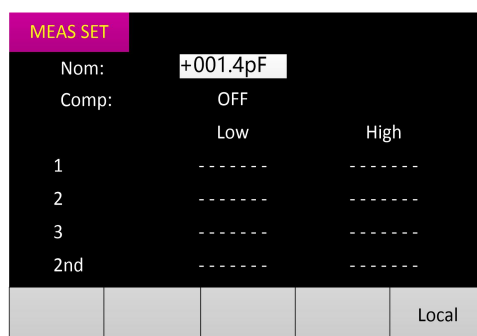 MEAS SET
Nom: +001.4pF
Comp: OFF
Low High
1 - - - - - - - - - - - - - -
2 - - - - - - - - - - - - - -
3 - - - - - - - - - - - - - -
2nd - - - - - - - - - - - - - -
Local